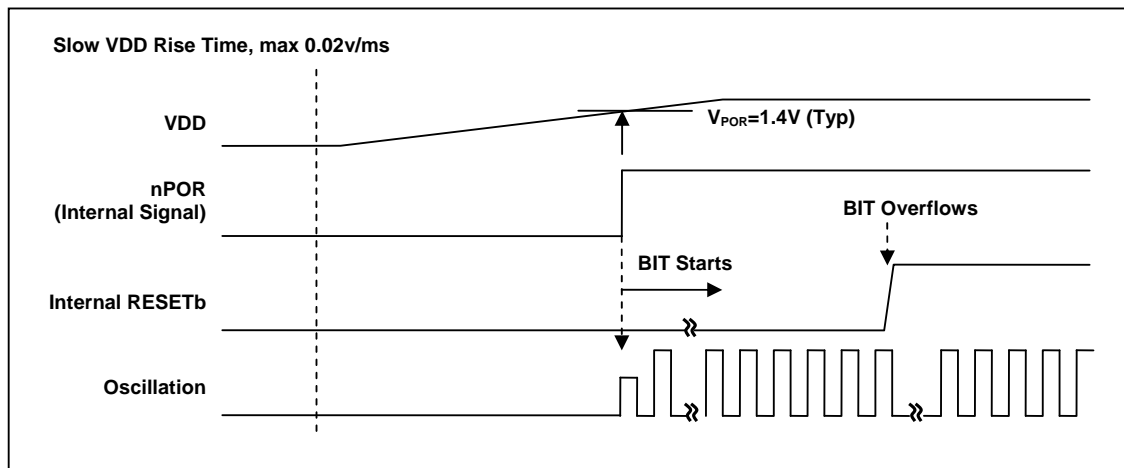 Slow VDD Rise Time, max 0.02v/ms
VDD
VPOR=1.4V (Typ)
nPOR
(Internal Signal)
BIT Overflows
BIT Starts
Internal RESETb
Oscillation